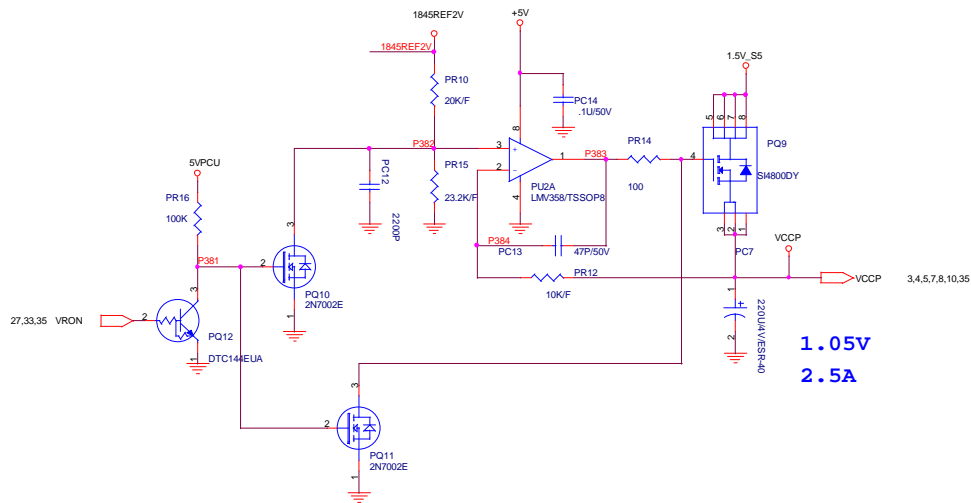 1845REF2V
+5V
1845REF2V
1.5V_S5
PR10
20K/F
PC14
.1U/50V
5 6 7 8
8
P382
3
+
1
P383
PR14
4
PQ9
5VPCU
PC12
PR15
2
-
PU2A
100
SI4800DY
PR16
23.2K/F
4
LMV358/TSSOP8
100K
2200P
3
3 2 1
P384
PC13
47P/50V
PC7
VCCP
P381
2
PR12
VCCP
3,4,5,7,8,10,35
3
10K/F
1
PQ10
1
2N7002E
27,33,35 VRON
2
220U/4V/ESR-40
PQ12
2
1.05V
1
DTC144EUA
2.5A
3
2
PQ11
1
2N7002E